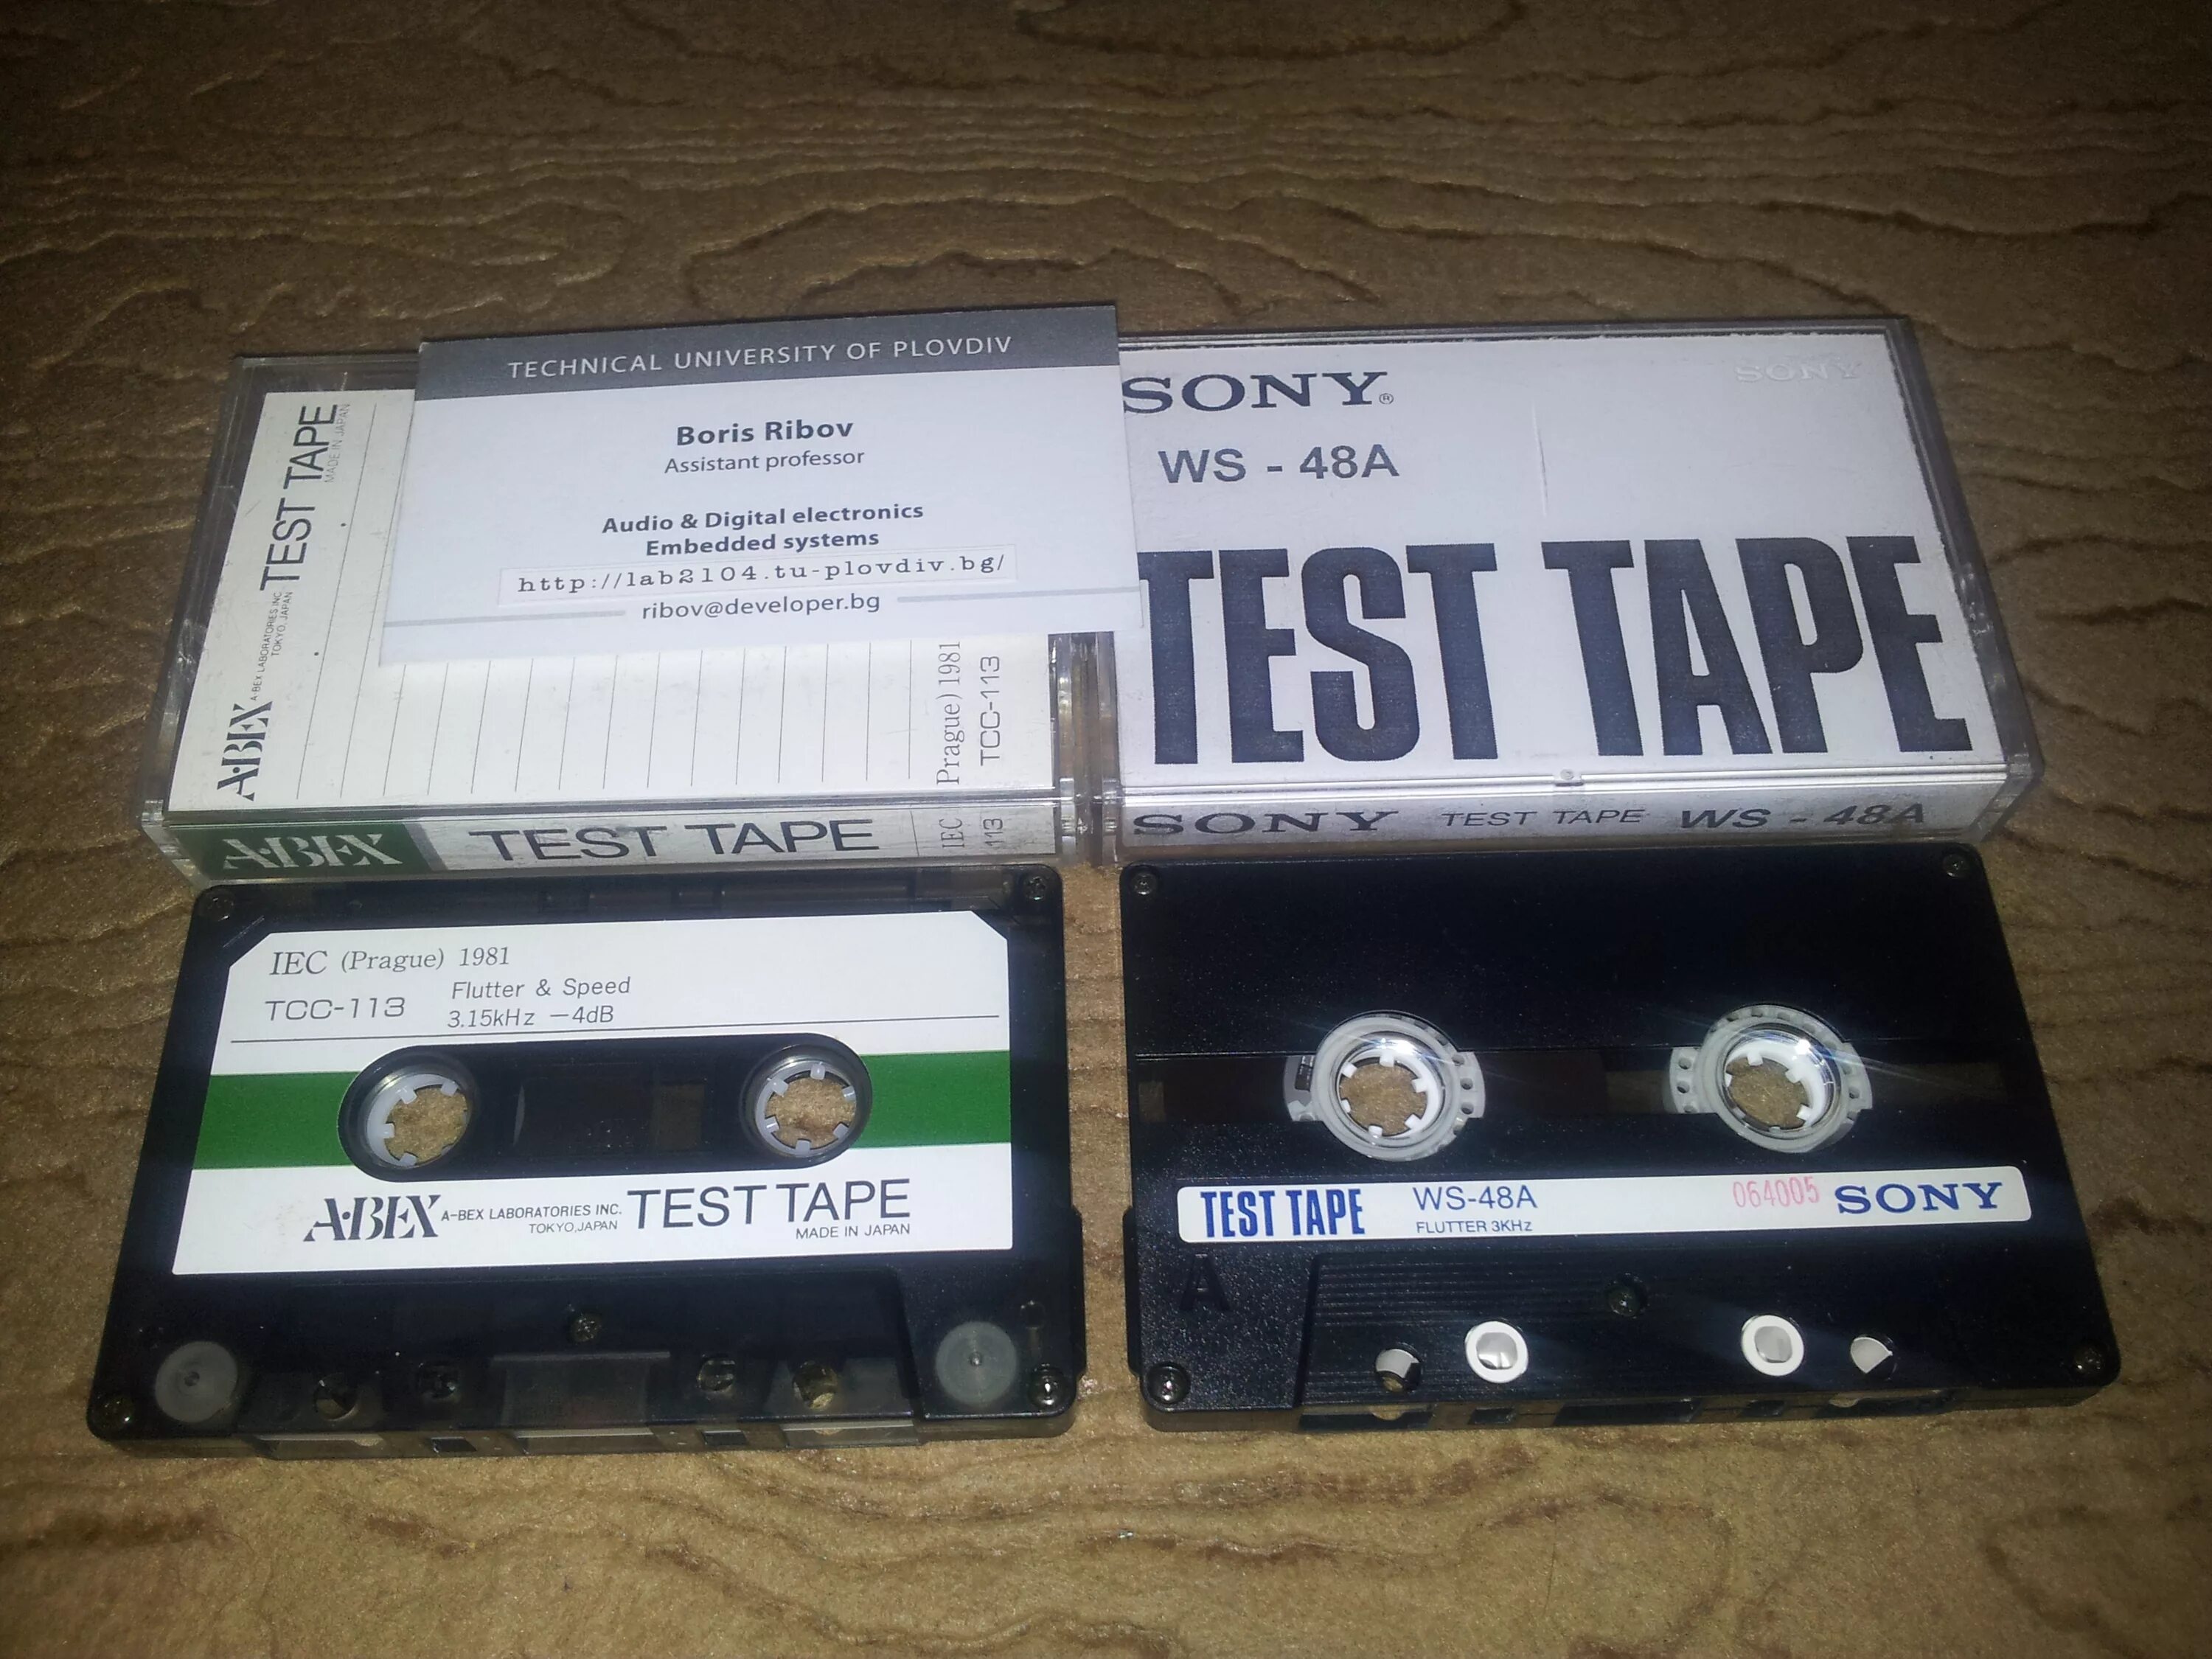 TECHNICAL UNIVERSITY OF PLOVDIV
Boris Ribov
Assistant professor
Audio & Digital electronics
Embedded systems
http://lab2104.tu-plovdiv.bg/
ribov@developer.bg
A·BEX A-BEX LABORATORIES INC. TEST TAPE
TOKYO, JAPAN MADE IN JAPAN
Prague) 1981
TCC-113
A·BEX TEST TAPE IEC
113
SONY®
SONY
WS - 48A
TEST TAPE
SONY TEST TAPE WS - 48A
IEC (Prague) 1981
TCC-113 Flutter & Speed
3.15kHz −4dB
A·BEX A-BEX LABORATORIES INC. TEST TAPE
TOKYO, JAPAN MADE IN JAPAN
TEST TAPE WS-48A 064005 SONY
FLUTTER 3KHz
A